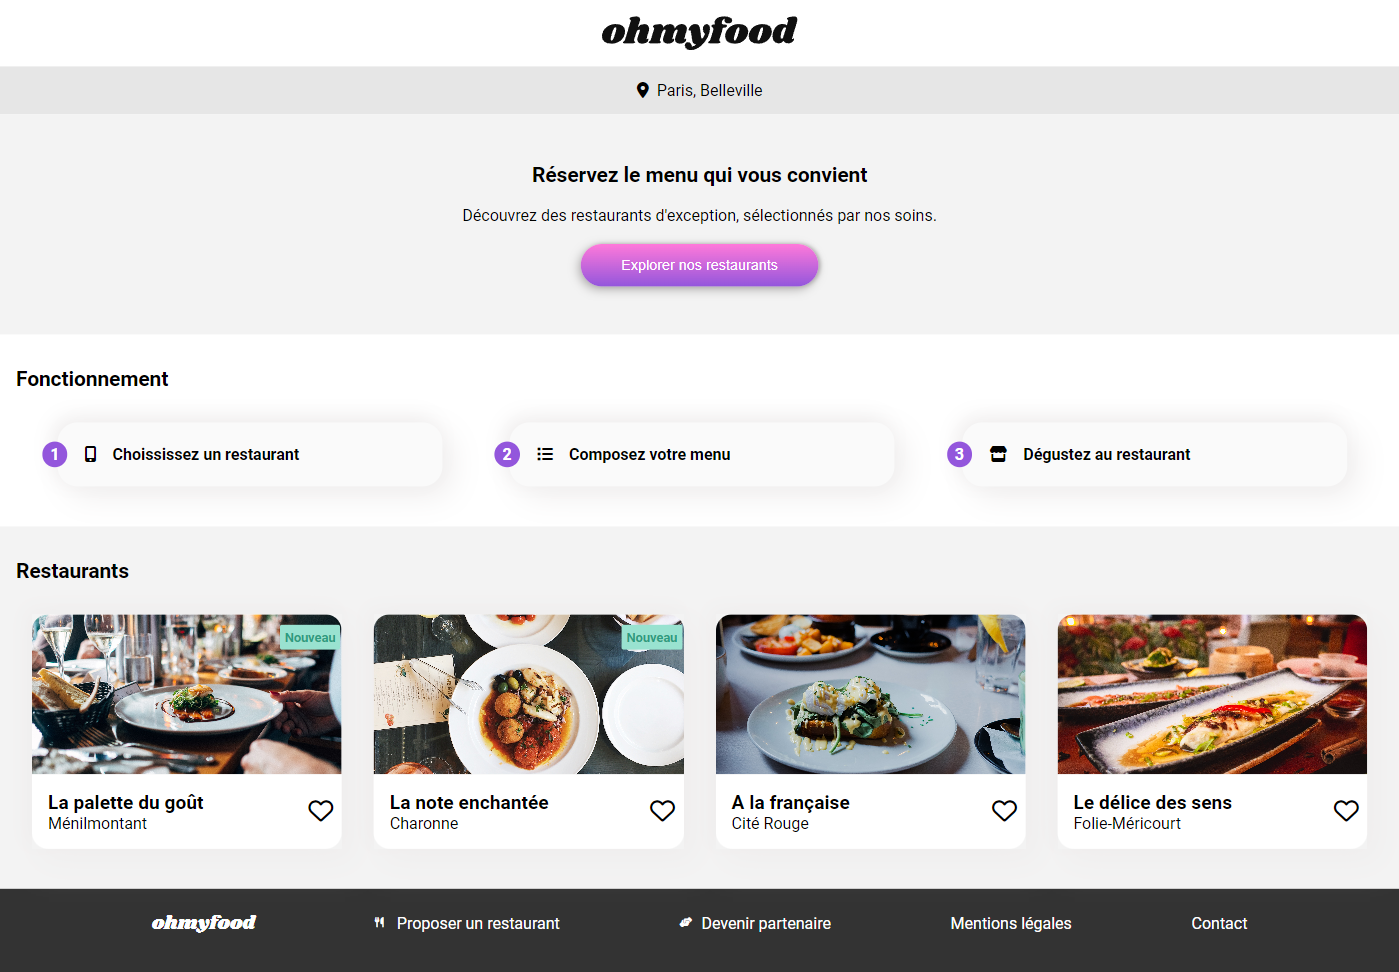 ohmyfood
Paris, Belleville
Réservez le menu qui vous convient
Découvrez des restaurants d'exception, sélectionnés par nos soins.
Explorer nos restaurants
Fonctionnement
1 Choississez un restaurant
2 Composez votre menu
3 Dégustez au restaurant
Restaurants
Nouveau
La palette du goût
Ménilmontant
Nouveau
La note enchantée
Charonne
A la française
Cité Rouge
Le délice des sens
Folie-Méricourt
ohmyfood
Proposer un restaurant
Devenir partenaire
Mentions légales
Contact